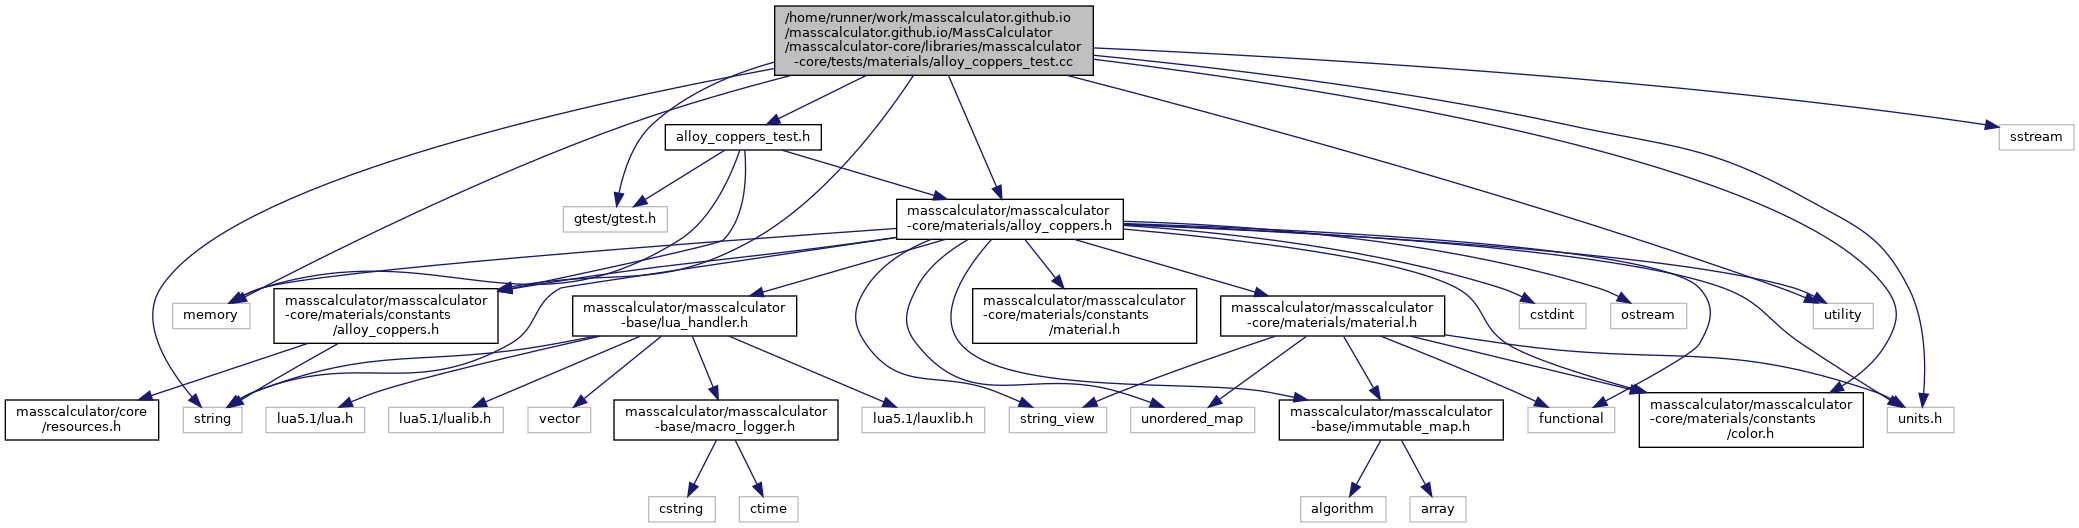 /home/runner/work/masscalculator.github.io
/masscalculator.github.io/MassCalculator
/masscalculator-core/libraries/masscalculator
-core/tests/materials/alloy_coppers_test.cc
alloy_coppers_test.h
sstream
gtest/gtest.h
masscalculator/masscalculator
-core/materials/alloy_coppers.h
memory
masscalculator/masscalculator
-core/materials/constants
/alloy_coppers.h
masscalculator/masscalculator
-base/lua_handler.h
masscalculator/masscalculator
-core/materials/constants
/material.h
masscalculator/masscalculator
-core/materials/material.h
cstdint
ostream
utility
masscalculator/core
/resources.h
string
lua5.1/lua.h
lua5.1/lualib.h
vector
masscalculator/masscalculator
-base/macro_logger.h
lua5.1/lauxlib.h
string_view
unordered_map
masscalculator/masscalculator
-base/immutable_map.h
functional
masscalculator/masscalculator
-core/materials/constants
/color.h
units.h
cstring
ctime
algorithm
array